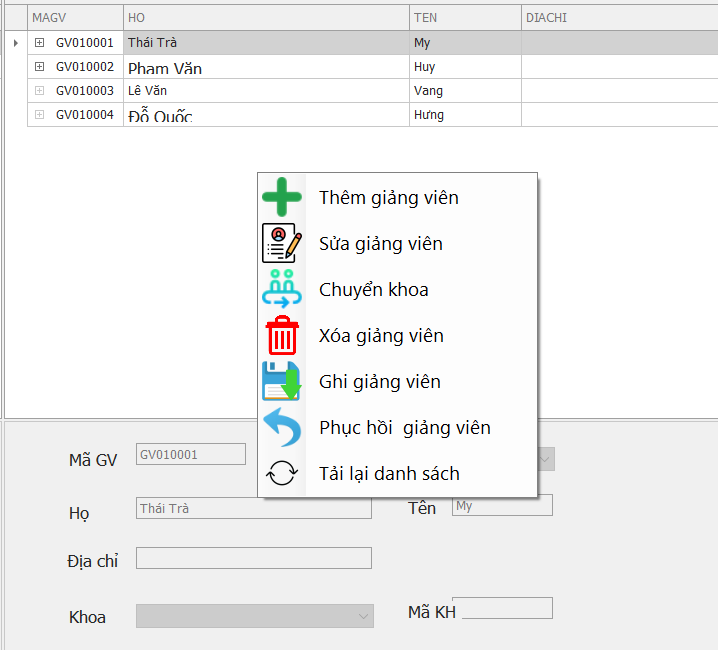 MAGV HO TEN DIACHI
GV010001 Thái Trà My
GV010002 Phạm Văn Huy
GV010003 Lê Văn Vang
GV010004 Đỗ Quốc Hưng
Thêm giảng viên
Sửa giảng viên
Chuyển khoa
Xóa giảng viên
Ghi giảng viên
Phục hồi giảng viên
Tải lại danh sách
Mã GV GV010001
Họ Thái Trà Tên My
Địa chỉ
Khoa Mã KH